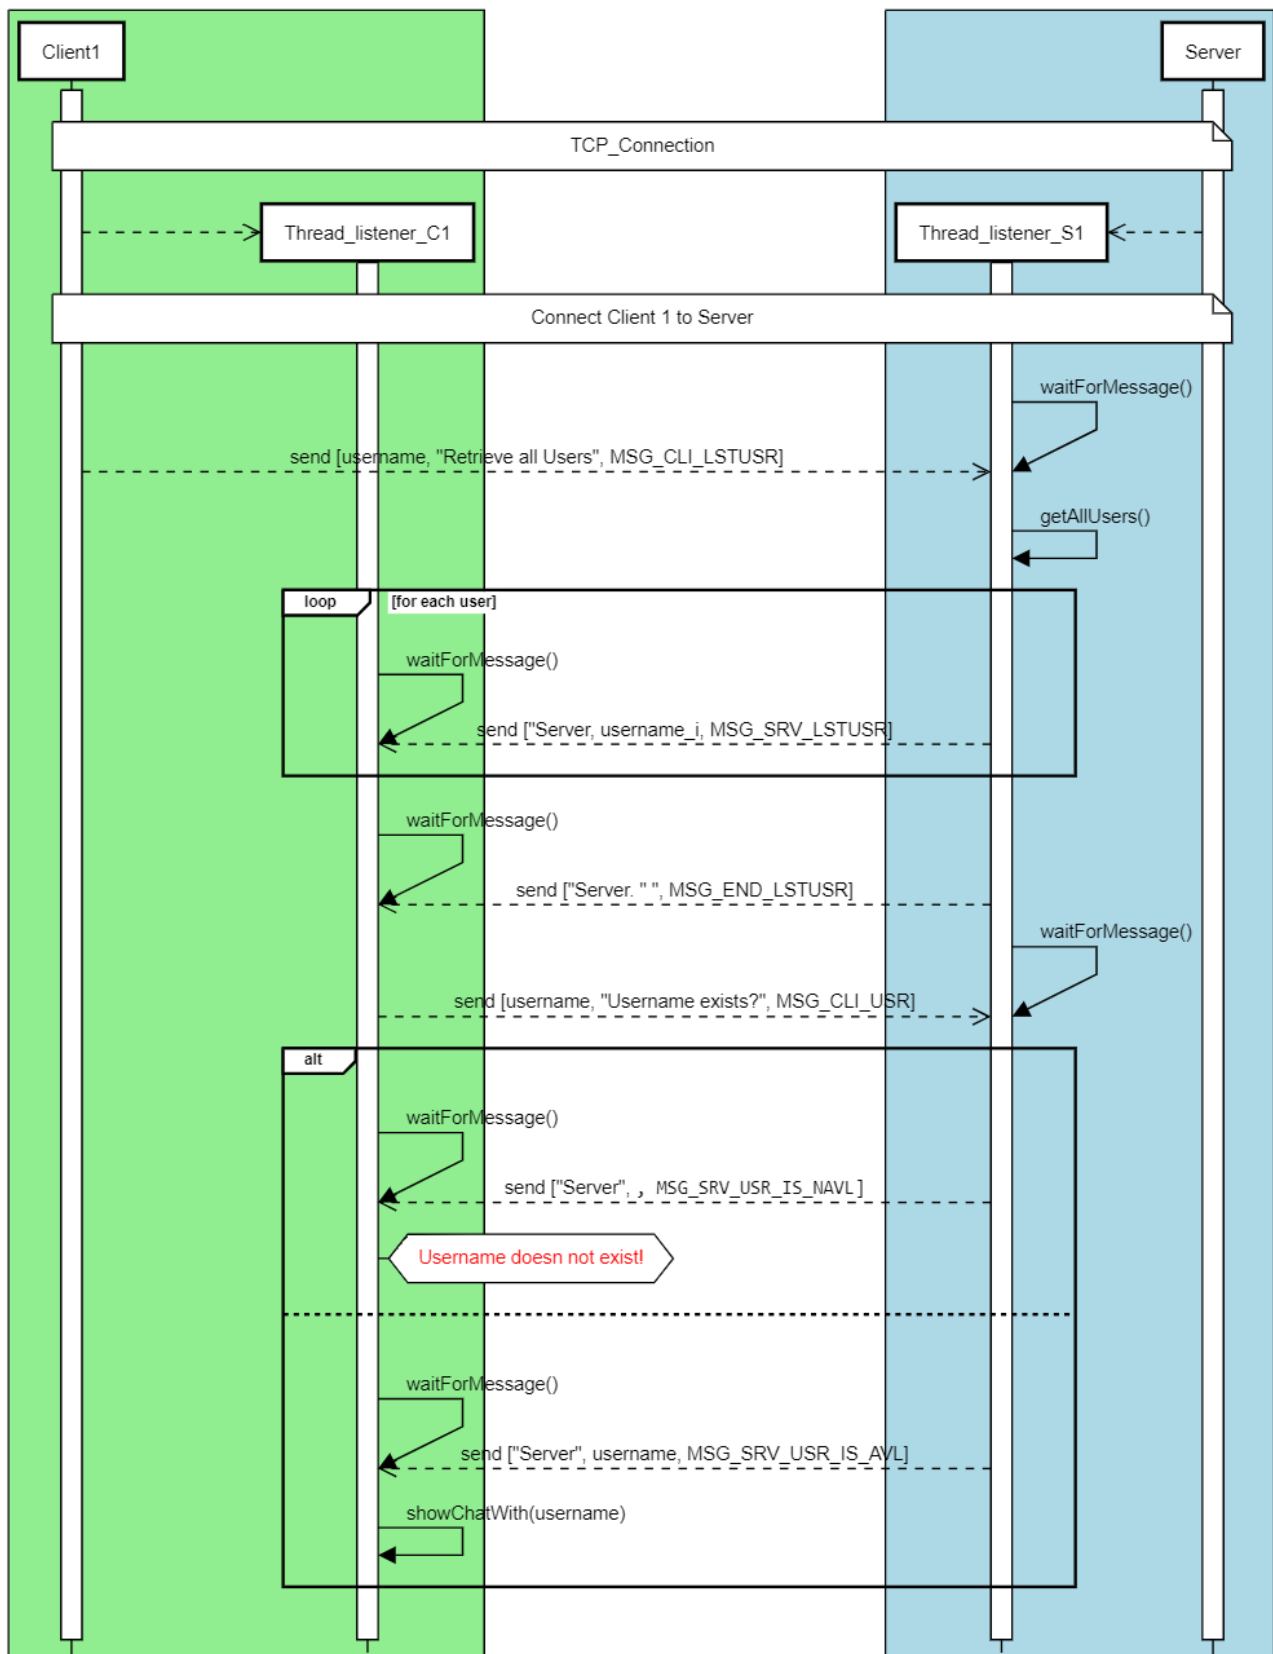 Client1
Server
TCP_Connection
Thread_listener_C1
Thread_listener_S1
Connect Client 1 to Server
waitForMessage()
send [username, "Retrieve all Users", MSG_CLI_LSTUSR]
getAllUsers()
loop
[for each user]
waitForMessage()
send ["Server, username_i, MSG_SRV_LSTUSR]
waitForMessage()
send ["Server. " ", MSG_END_LSTUSR]
waitForMessage()
send [username, "Username exists?", MSG_CLI_USR]
alt
waitForMessage()
send ["Server", , MSG_SRV_USR_IS_NAVL]
Username doesn not exist!
waitForMessage()
send ["Server", username, MSG_SRV_USR_IS_AVL]
showChatWith(username)